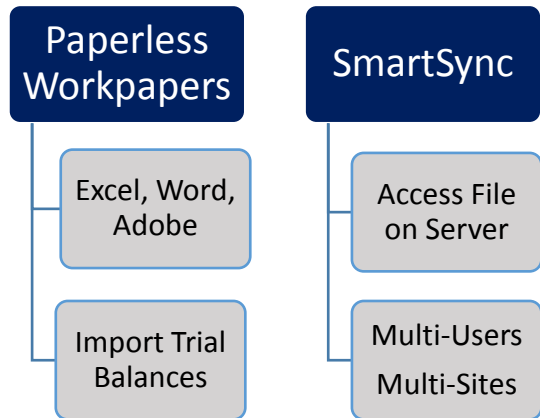 Paperless
Workpapers
Excel, Word,
Adobe
Import Trial
Balances
SmartSync
Access File
on Server
Multi-Users
Multi-Sites